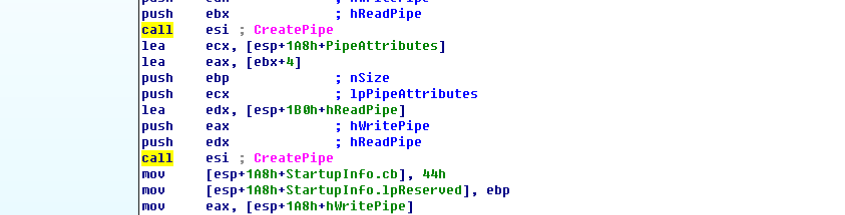 push ebx ; hReadPipe
call esi ; CreatePipe
lea ecx, [esp+1A8h+PipeAttributes]
lea eax, [ebx+4]
push ebp ; nSize
push ecx ; lpPipeAttributes
lea edx, [esp+1B0h+hReadPipe]
push eax ; hWritePipe
push edx ; hReadPipe
call esi ; CreatePipe
mov [esp+1A8h+StartupInfo.cb], 44h
mov [esp+1A8h+StartupInfo.lpReserved], ebp
mov eax, [esp+1A8h+hWritePipe]